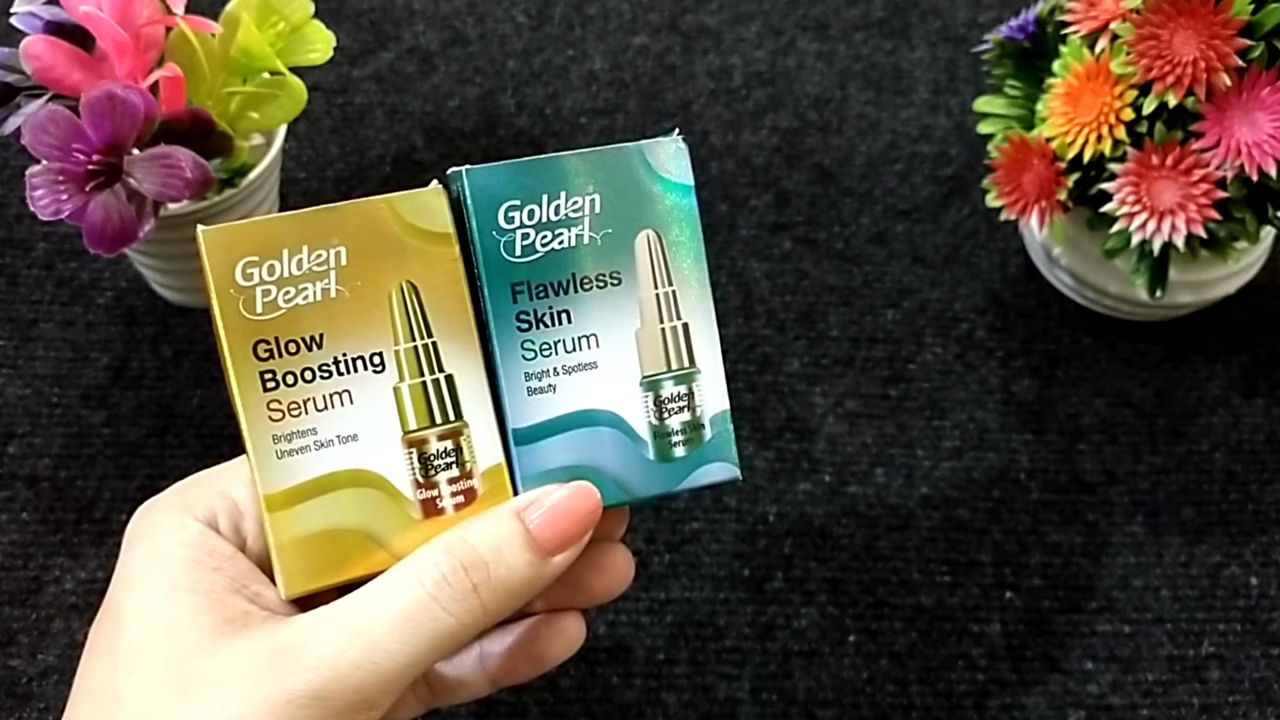 Golden
Pearl
Glow
Boosting
Serum
Brightens
Uneven Skin Tone
Golden
Pearl
Glow Boosting
Serum
Golden
Pearl
Flawless
Skin
Serum
Bright & Spotless
Beauty
Golden
Pearl
Flawless Skin
Serum